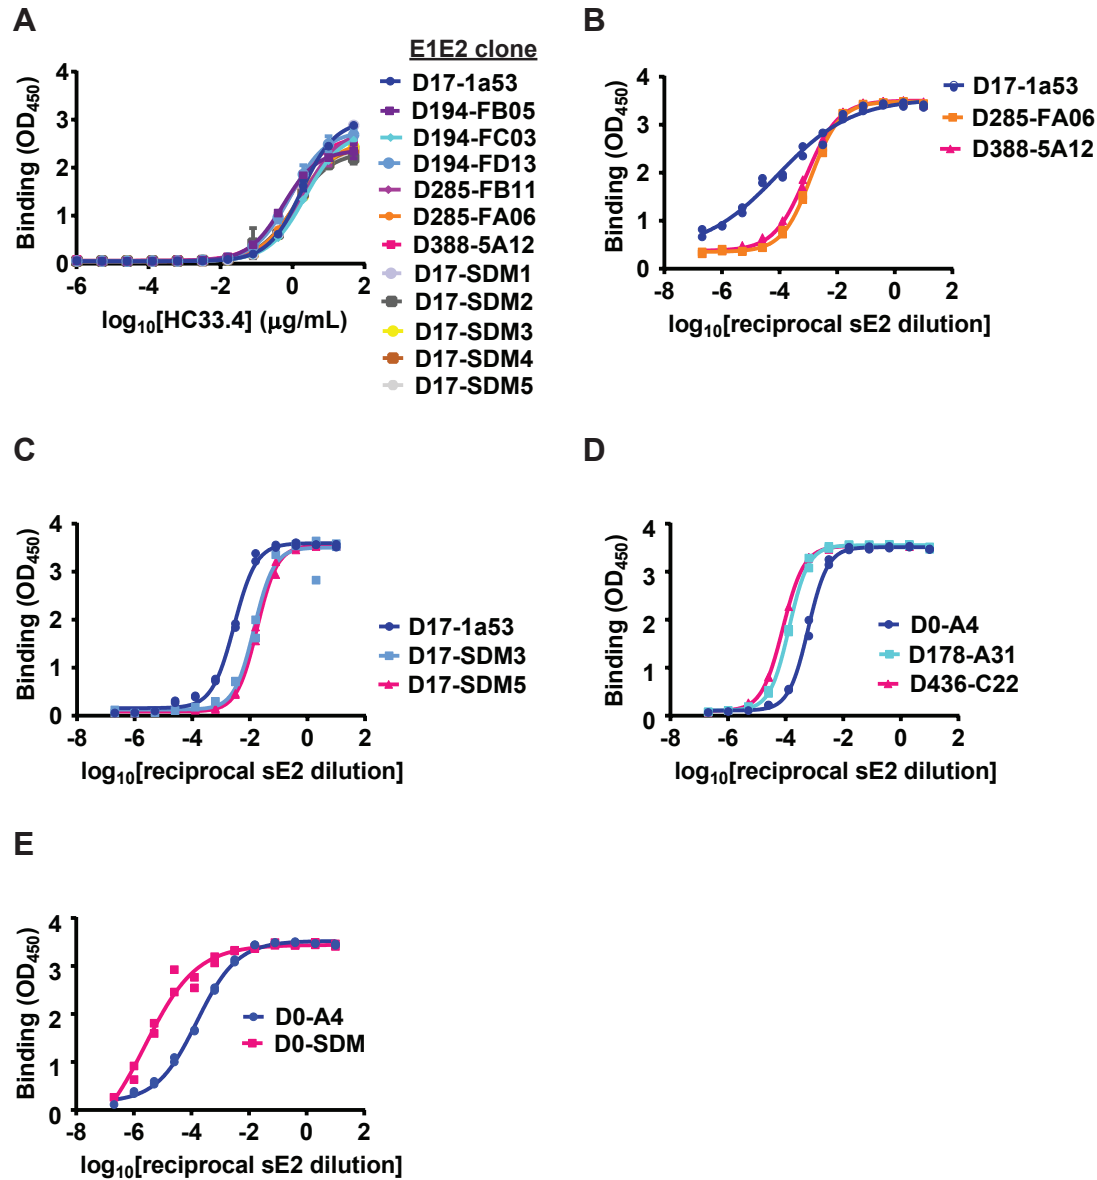 A
E1E2 clone
Binding (OD450)
4
3
2
1
0
-6
-4
-2
0
2
log10[HC33.4] (μg/mL)
D17-1a53
D194-FB05
D194-FC03
D194-FD13
D285-FB11
D285-FA06
D388-5A12
D17-SDM1
D17-SDM2
D17-SDM3
D17-SDM4
D17-SDM5
B
Binding (OD450)
4
3
2
1
0
-8
-6
-4
-2
0
2
log10[reciprocal sE2 dilution]
D17-1a53
D285-FA06
D388-5A12
C
Binding (OD450)
4
3
2
1
0
-8
-6
-4
-2
0
2
log10[reciprocal sE2 dilution]
D17-1a53
D17-SDM3
D17-SDM5
D
Binding (OD450)
4
3
2
1
0
-8
-6
-4
-2
0
2
log10[reciprocal sE2 dilution]
D0-A4
D178-A31
D436-C22
E
Binding (OD450)
4
3
2
1
0
-8
-6
-4
-2
0
2
log10[reciprocal sE2 dilution]
D0-A4
D0-SDM